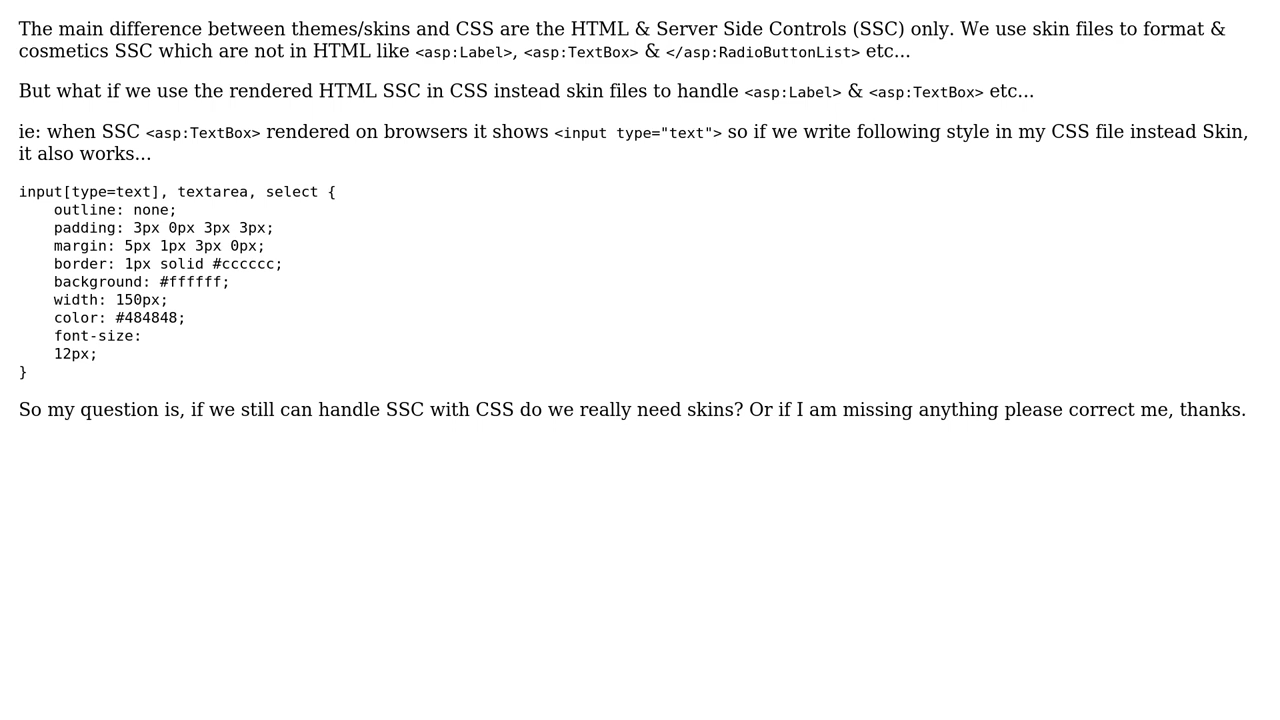 The main difference between themes/skins and CSS are the HTML & Server Side Controls (SSC) only. We use skin files to format &
cosmetics SSC which are not in HTML like <asp:Label>, <asp:TextBox> & </asp:RadioButtonList> etc...
But what if we use the rendered HTML SSC in CSS instead skin files to handle <asp:Label> & <asp:TextBox> etc...
ie: when SSC <asp:TextBox> rendered on browsers it shows <input type="text"> so if we write following style in my CSS file instead Skin,
it also works...
input[type=text], textarea, select {
    outline: none;
    padding: 3px 0px 3px 3px;
    margin: 5px 1px 3px 0px;
    border: 1px solid #cccccc;
    background: #ffffff;
    width: 150px;
    color: #484848;
    font-size:
    12px;
}
So my question is, if we still can handle SSC with CSS do we really need skins? Or if I am missing anything please correct me, thanks.